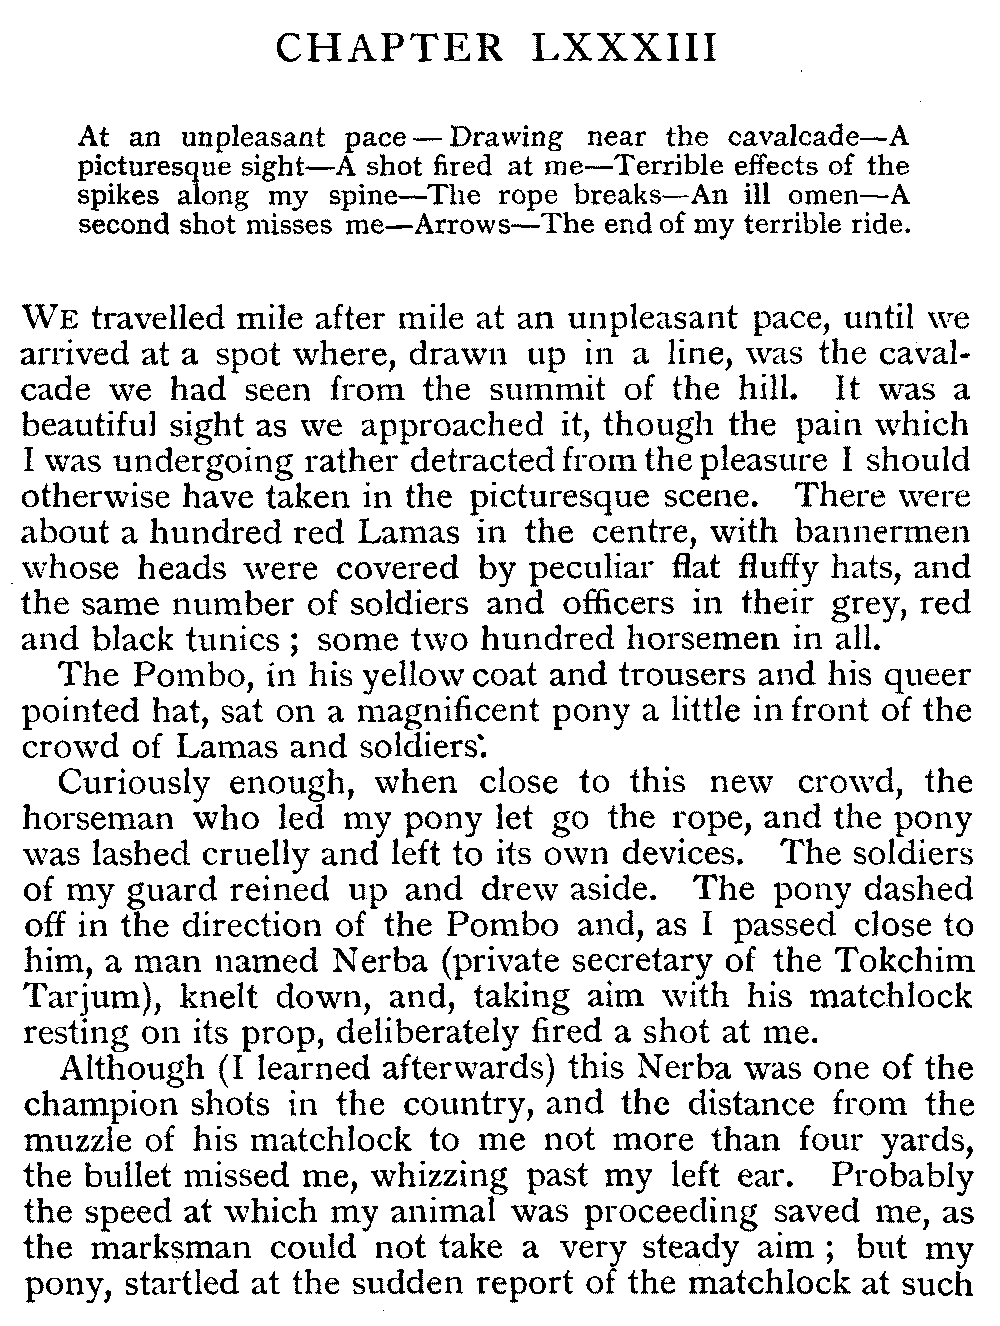 CHAPTER LXXXIII
At an unpleasant pace — Drawing near the cavalcade—A
picturesque sight—A shot fired at me—Terrible effects of the
spikes along my spine—The rope breaks—An ill omen—A
second shot misses me—Arrows—The end of my terrible ride.
WE travelled mile after mile at an unpleasant pace, until we
arrived at a spot where, drawn up in a line, was the caval-
cade we had seen from the summit of the hill. It was a
beautiful sight as we approached it, though the pain which
I was undergoing rather detracted from the pleasure I should
otherwise have taken in the picturesque scene. There were
about a hundred red Lamas in the centre, with bannermen
whose heads were covered by peculiar flat fluffy hats, and
the same number of soldiers and officers in their grey, red
and black tunics ; some two hundred horsemen in all.
The Pombo, in his yellow coat and trousers and his queer
pointed hat, sat on a magnificent pony a little in front of the
crowd of Lamas and soldiers.
Curiously enough, when close to this new crowd, the
horseman who led my pony let go the rope, and the pony
was lashed cruelly and left to its own devices. The soldiers
of my guard reined up and drew aside. The pony dashed
off in the direction of the Pombo and, as I passed close to
him, a man named Nerba (private secretary of the Tokchim
Tarjum), knelt down, and, taking aim with his matchlock
resting on its prop, deliberately fired a shot at me.
Although (I learned afterwards) this Nerba was one of the
champion shots in the country, and the distance from the
muzzle of his matchlock to me not more than four yards,
the bullet missed me, whizzing past my left ear. Probably
the speed at which my animal was proceeding saved me, as
the marksman could not take a very steady aim ; but my
pony, startled at the sudden report of the matchlock at such